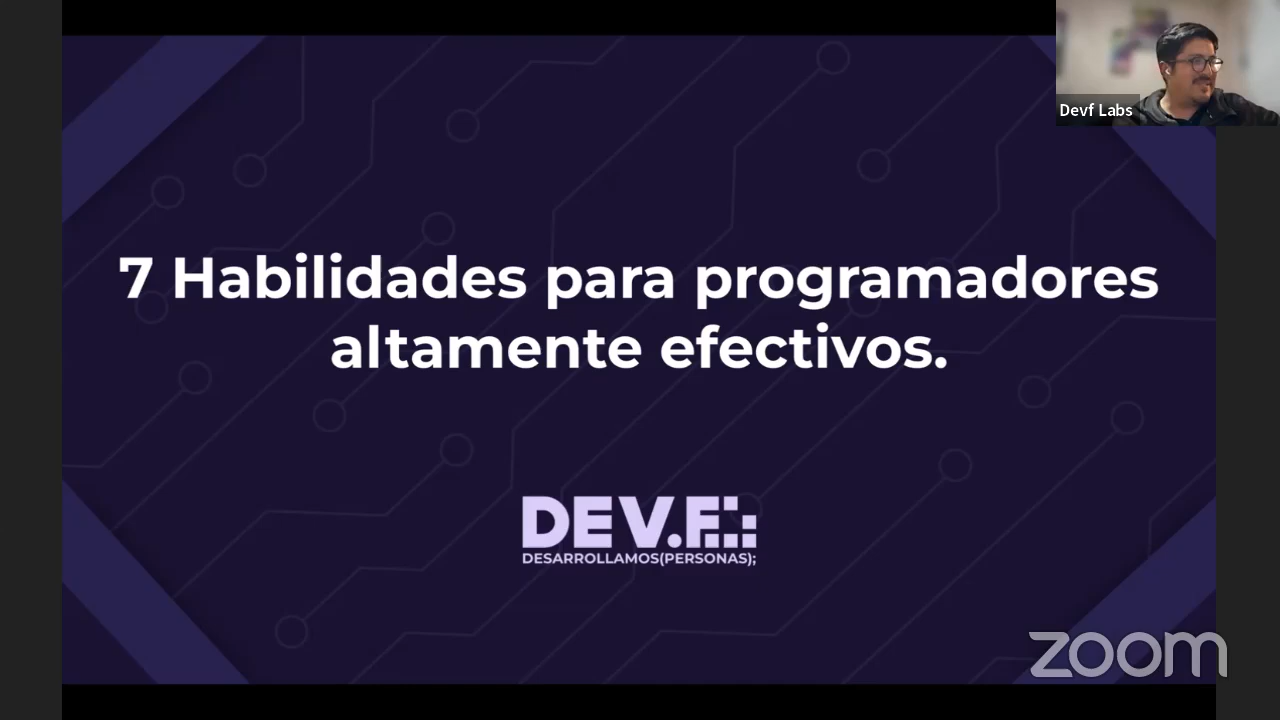 Devf Labs
7 Habilidades para programadores
altamente efectivos.
DEV.F.:
DESARROLLAMOS(PERSONAS);
zoom